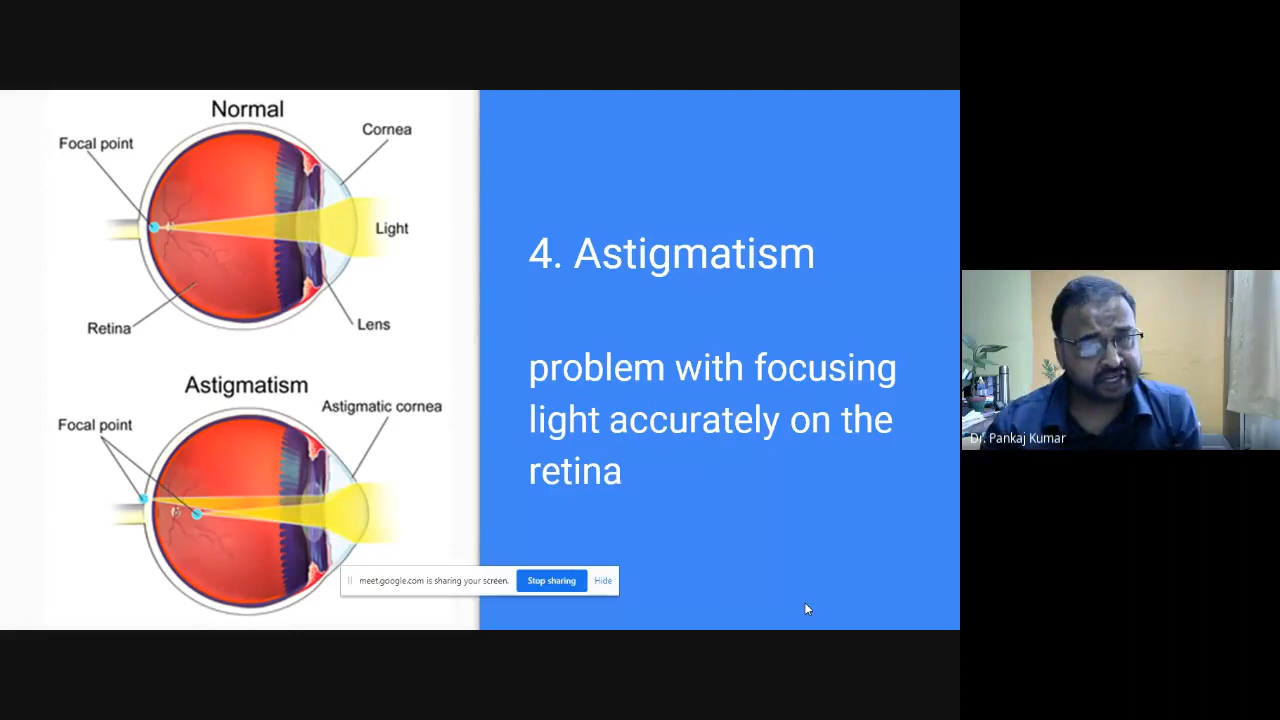 Normal
Focal point
Cornea
Light
Retina
Lens
Astigmatism
Focal point
Astigmatic cornea
4. Astigmatism
problem with focusing
light accurately on the
retina
meet.google.com is sharing your screen.
Stop sharing
Hide
Dr. Pankaj Kumar